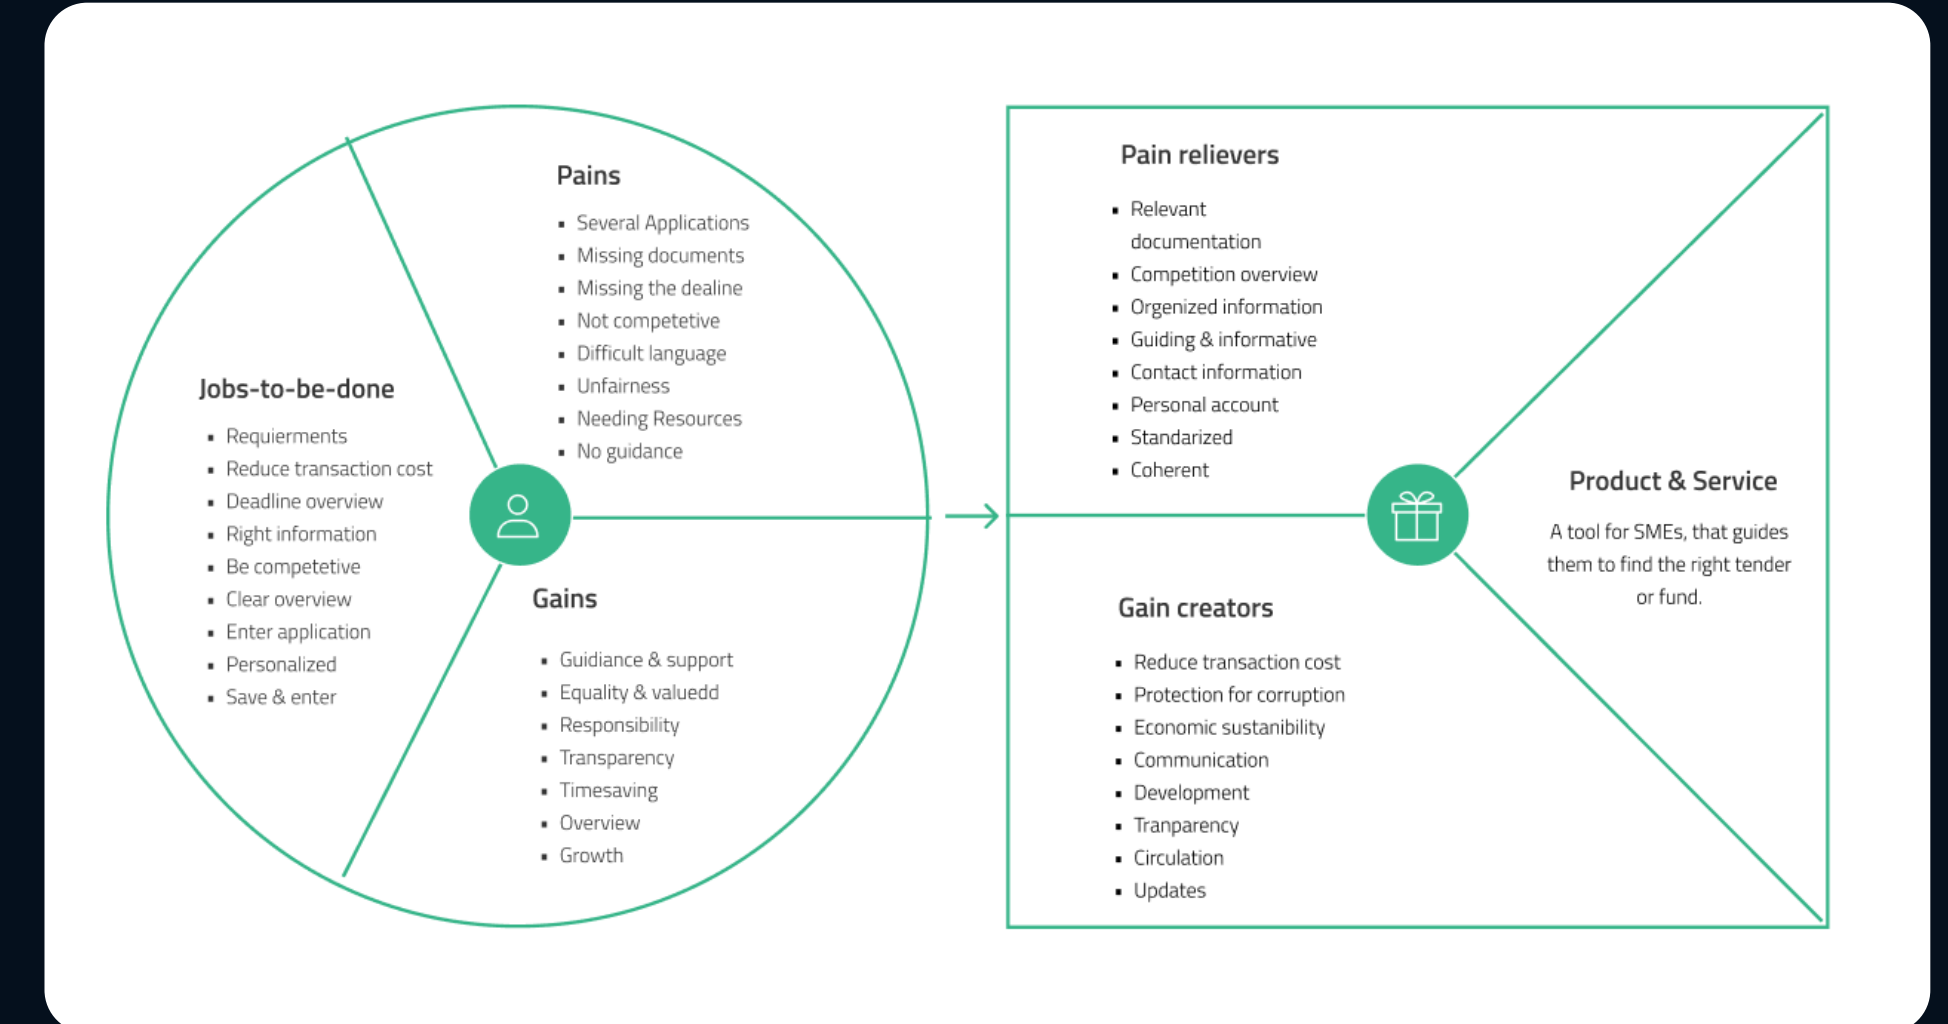 Jobs-to-be-done
Requierments
Reduce transaction cost
Deadline overview
Right information
Be competetive
Clear overview
Enter application
Personalized
Save & enter
Pains
Several Applications
Missing documents
Missing the dealine
Not competetive
Difficult language
Unfairness
Needing Resources
No guidance
Gains
Guidiance & support
Equality & valuedd
Responsibility
Transparency
Timesaving
Overview
Growth
Pain relievers
Relevant
documentation
Competition overview
Orgenized information
Guiding & informative
Contact information
Personal account
Standarized
Coherent
Gain creators
Reduce transaction cost
Protection for corruption
Economic sustanibility
Communication
Development
Tranparency
Circulation
Updates
Product & Service
A tool for SMEs, that guides
them to find the right tender
or fund.